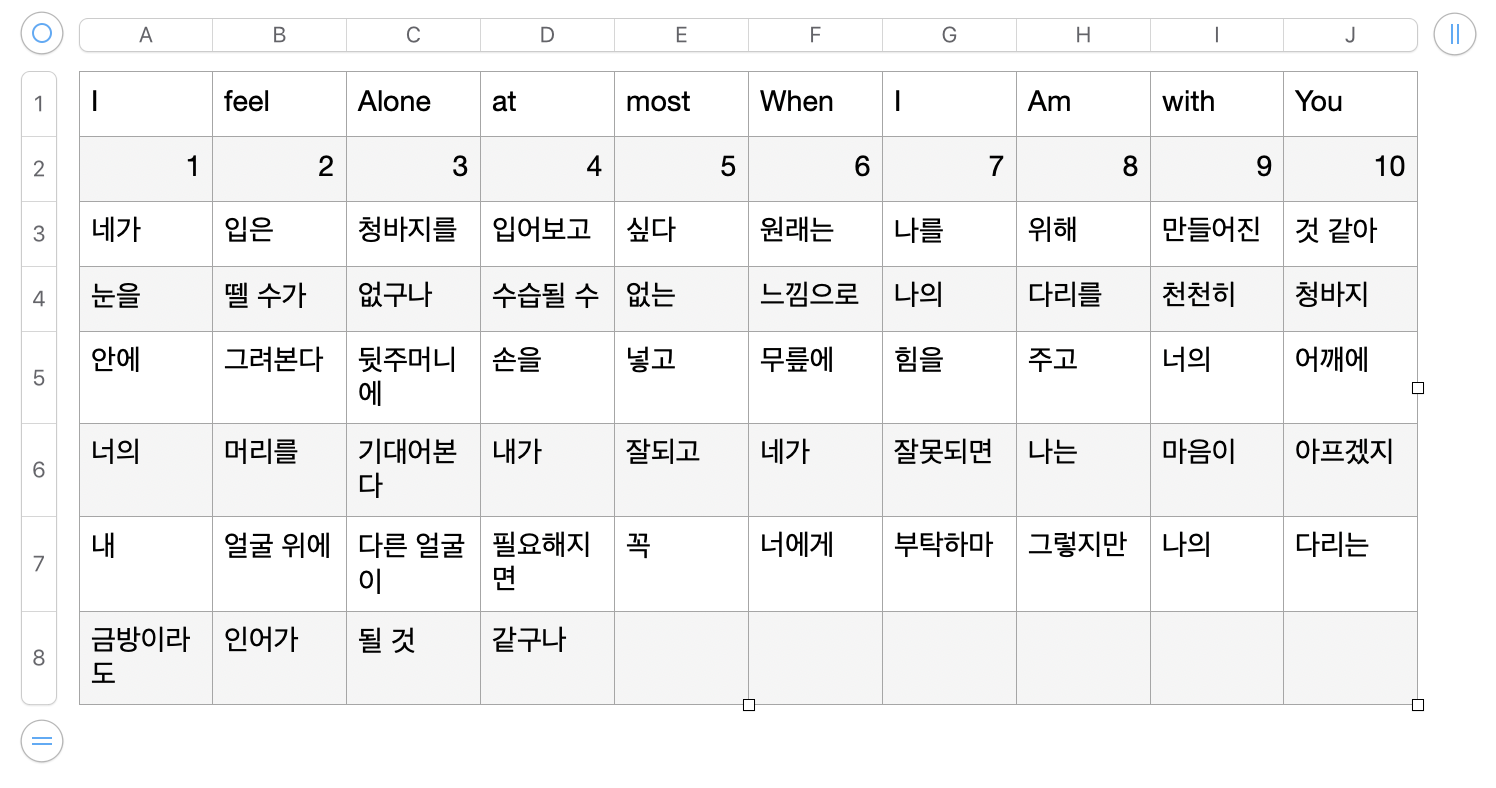 A B C D E F G H I J
1 I feel Alone at most When I Am with You
2 1 2 3 4 5 6 7 8 9 10
3 네가 입은 청바지를 입어보고 싶다 원래는 나를 위해 만들어진 것 같아
4 눈을 뗄 수가 없구나 수습될 수 없는 느낌으로 나의 다리를 천천히 청바지
5 안에 그려본다 뒷주머니에 손을 넣고 무릎에 힘을 주고 너의 어깨에
6 너의 머리를 기대어본다 내가 잘되고 네가 잘못되면 나는 마음이 아프겠지
7 내 얼굴 위에 다른 얼굴이 필요해지면 꼭 너에게 부탁하마 그렇지만 나의 다리는
8 금방이라도 인어가 될 것 같구나